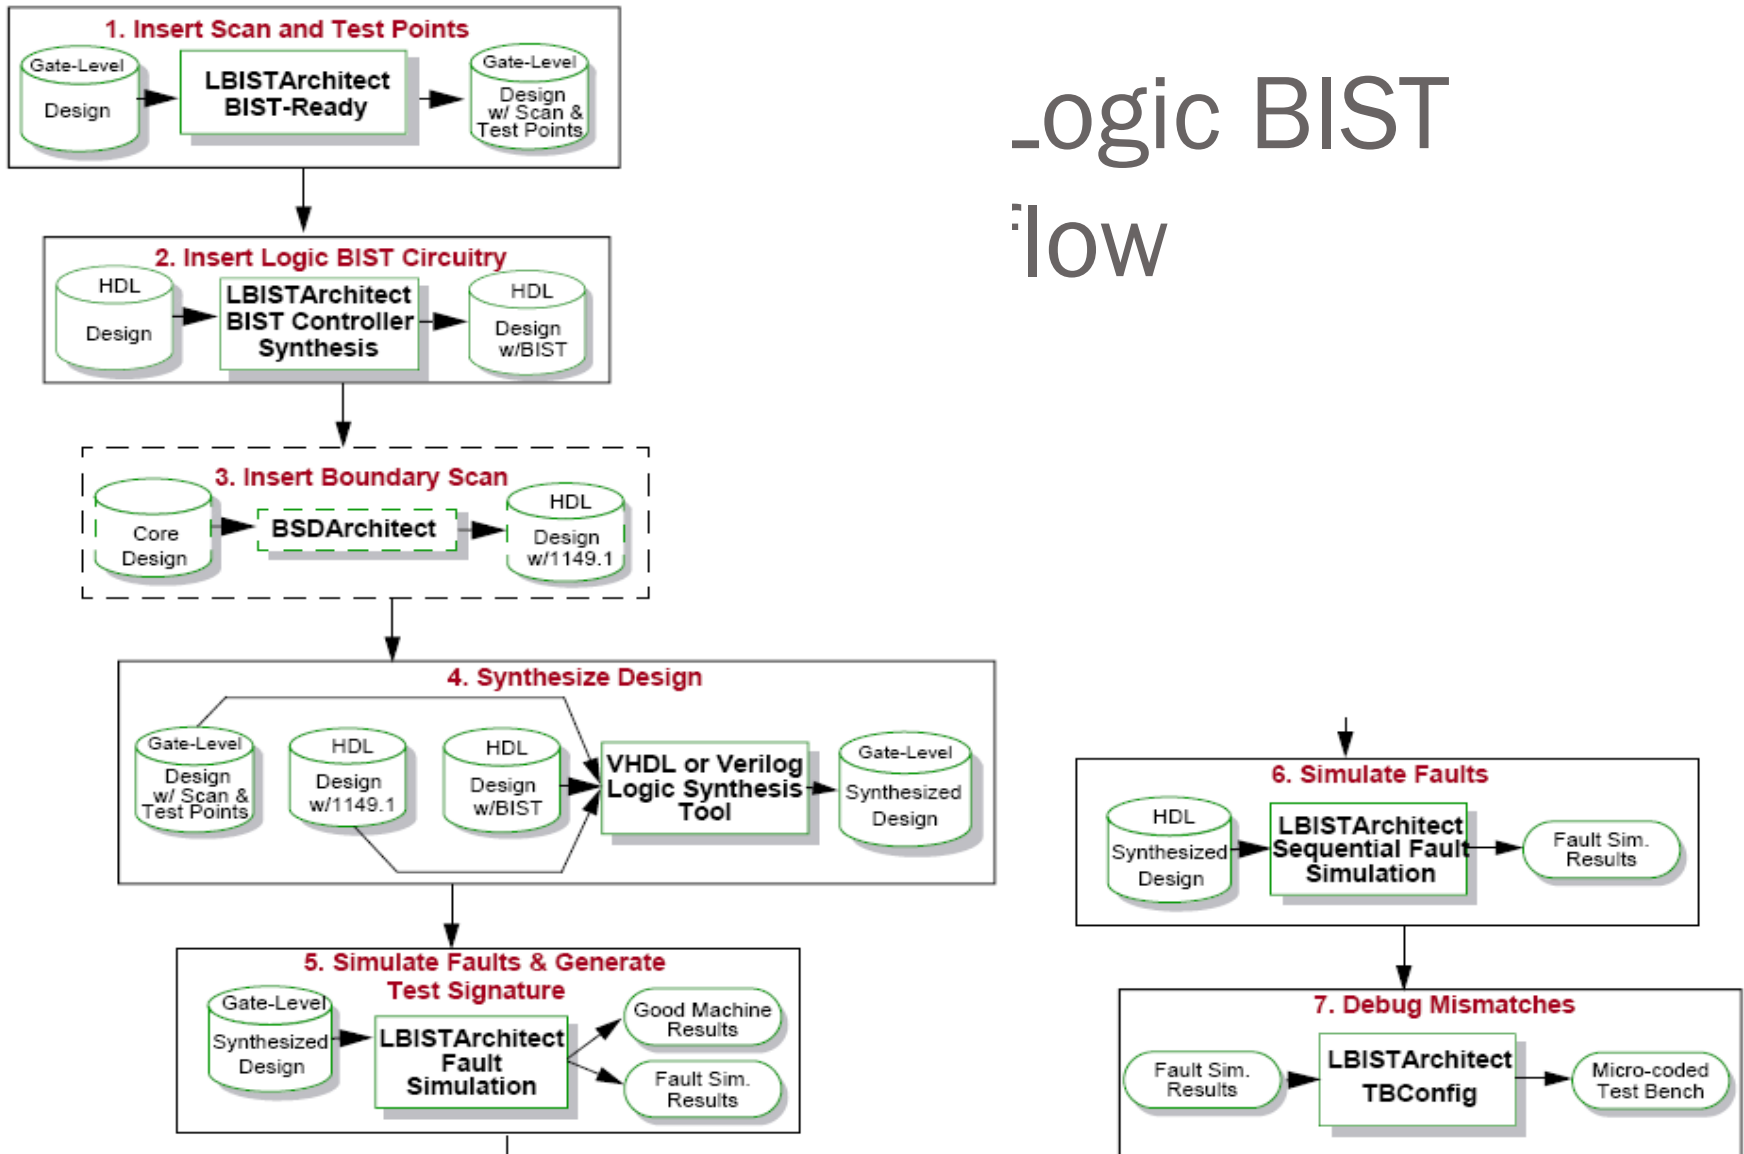 1. Insert Scan and Test Points
Gate-Level
Design
LBISTArchitect
BIST-Ready
Gate-Level
Design
w/ Scan &
Test Points
Logic BIST
flow
2. Insert Logic BIST Circuitry
HDL
Design
LBISTArchitect
BIST Controller
Synthesis
HDL
Design
w/BIST
3. Insert Boundary Scan
Core
Design
BSDArchitect
HDL
Design
w/1149.1
4. Synthesize Design
Gate-Level
Design
w/ Scan &
Test Points
HDL
Design
w/1149.1
HDL
Design
w/BIST
VHDL or Verilog
Logic Synthesis
Tool
Gate-Level
Synthesized
Design
5. Simulate Faults & Generate
Test Signature
Gate-Level
Synthesized
Design
LBISTArchitect
Fault
Simulation
Good Machine
Results
Fault Sim.
Results
6. Simulate Faults
HDL
Synthesized
Design
LBISTArchitect
Sequential Fault
Simulation
Fault Sim.
Results
7. Debug Mismatches
Fault Sim.
Results
LBISTArchitect
TBConfig
Micro-coded
Test Bench